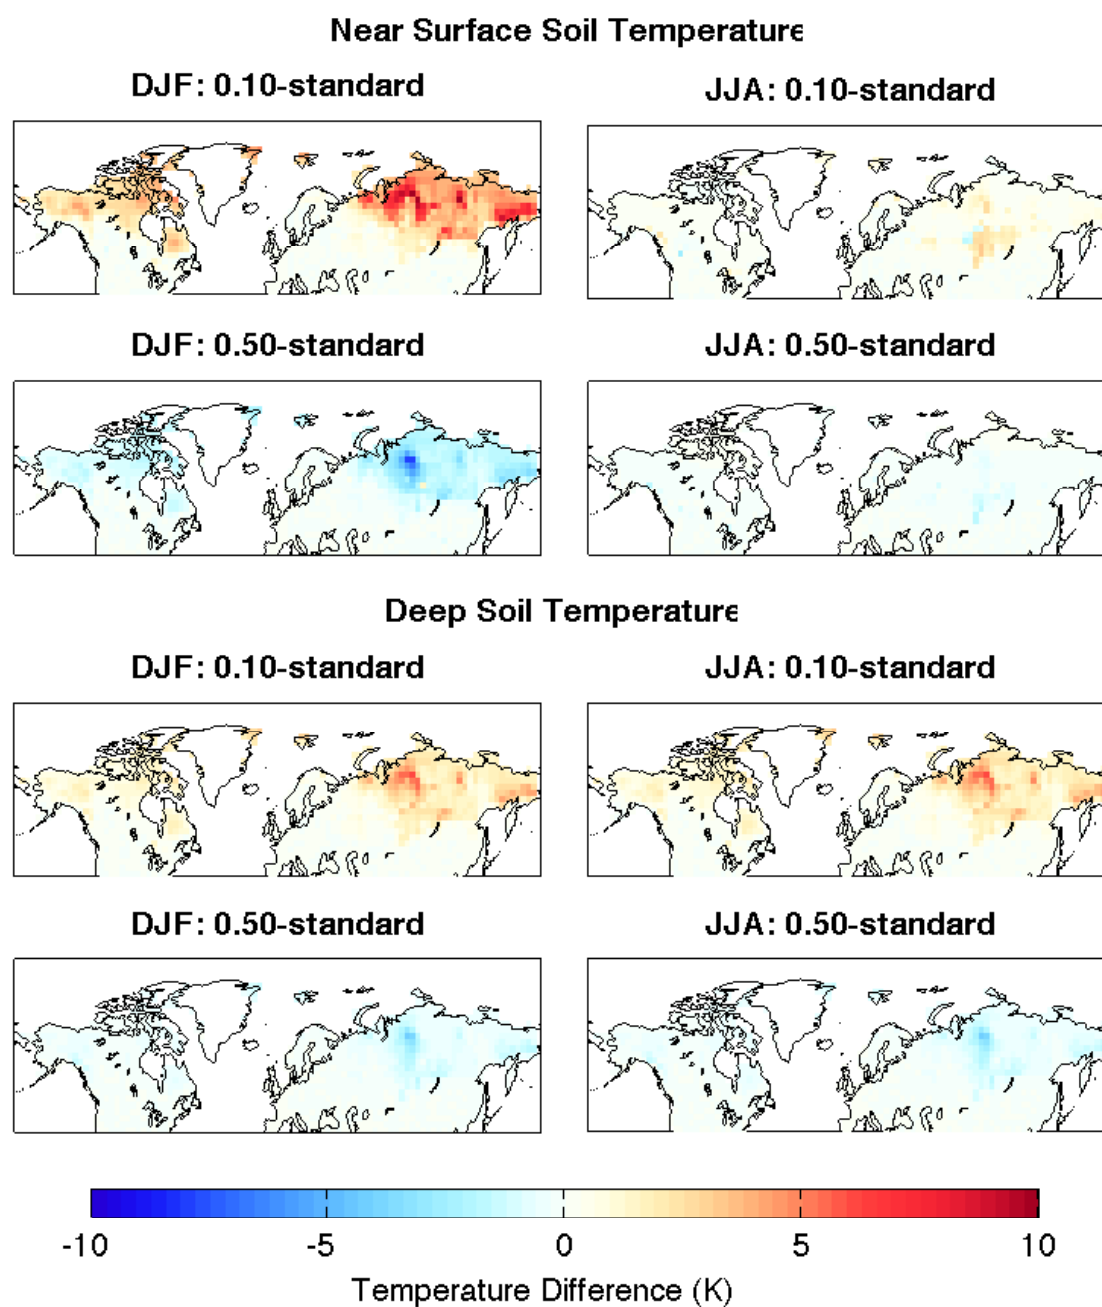 Near Surface Soil Temperature
DJF: 0.10-standard
JJA: 0.10-standard
DJF: 0.50-standard
JJA: 0.50-standard
Deep Soil Temperature
DJF: 0.10-standard
JJA: 0.10-standard
DJF: 0.50-standard
JJA: 0.50-standard
-10 -5 0 5 10
Temperature Difference (K)